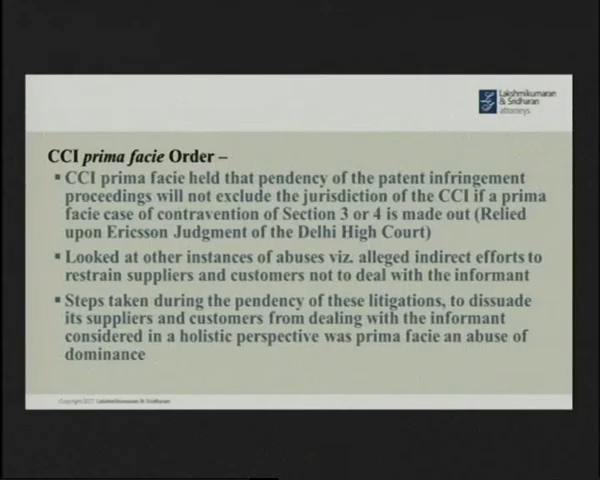 Lakshmikumaran
& Sridharan
attorneys
CCI prima facie Order –
▪ CCI prima facie held that pendency of the patent infringement
proceedings will not exclude the jurisdiction of the CCI if a prima
facie case of contravention of Section 3 or 4 is made out (Relied
upon Ericsson Judgment of the Delhi High Court)
▪ Looked at other instances of abuses viz. alleged indirect efforts to
restrain suppliers and customers not to deal with the informant
▪ Steps taken during the pendency of these litigations, to dissuade
its suppliers and customers from dealing with the informant
considered in a holistic perspective was prima facie an abuse of
dominance
Copyright Lakshmikumaran & Sridharan